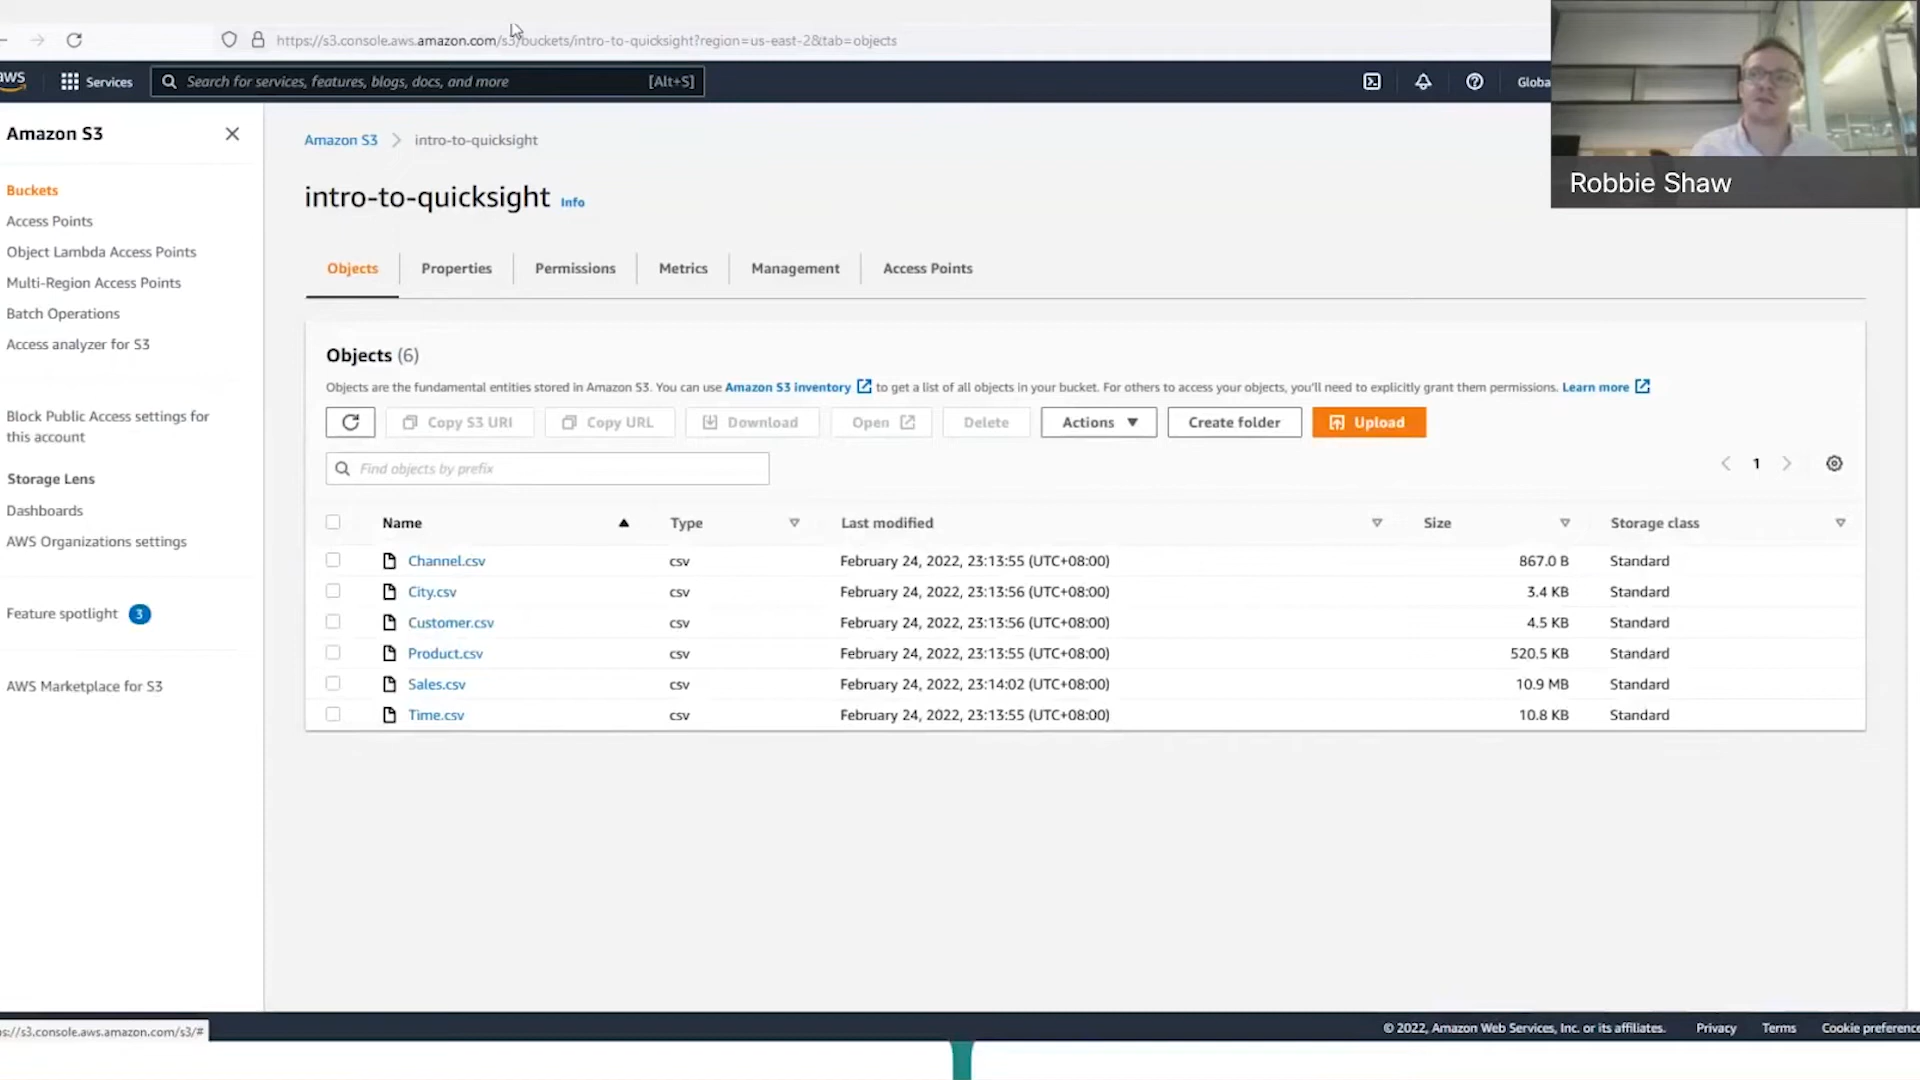 https://s3.console.aws.amazon.com/s3/buckets/intro-to-quicksight?region=us-east-2&tab=objects
aws Services Search for services, features, blogs, docs, and more [Alt+S] Globa
Robbie Shaw
Amazon S3
Buckets
Access Points
Object Lambda Access Points
Multi-Region Access Points
Batch Operations
Access analyzer for S3
Block Public Access settings for
this account
Storage Lens
Dashboards
AWS Organizations settings
Feature spotlight 3
AWS Marketplace for S3
Amazon S3 > intro-to-quicksight
intro-to-quicksight Info
Objects Properties Permissions Metrics Management Access Points
Objects (6)
Objects are the fundamental entities stored in Amazon S3. You can use Amazon S3 inventory to get a list of all objects in your bucket. For others to access your objects, you'll need to explicitly grant them permissions. Learn more
Copy S3 URI Copy URL Download Open Delete Actions Create folder Upload
Find objects by prefix 1
Name Type Last modified Size Storage class
Channel.csv csv February 24, 2022, 23:13:55 (UTC+08:00) 867.0 B Standard
City.csv csv February 24, 2022, 23:13:56 (UTC+08:00) 3.4 KB Standard
Customer.csv csv February 24, 2022, 23:13:56 (UTC+08:00) 4.5 KB Standard
Product.csv csv February 24, 2022, 23:13:55 (UTC+08:00) 520.5 KB Standard
Sales.csv csv February 24, 2022, 23:14:02 (UTC+08:00) 10.9 MB Standard
Time.csv csv February 24, 2022, 23:13:55 (UTC+08:00) 10.8 KB Standard
ps://s3.console.aws.amazon.com/s3/#
© 2022, Amazon Web Services, Inc. or its affiliates. Privacy Terms Cookie preference